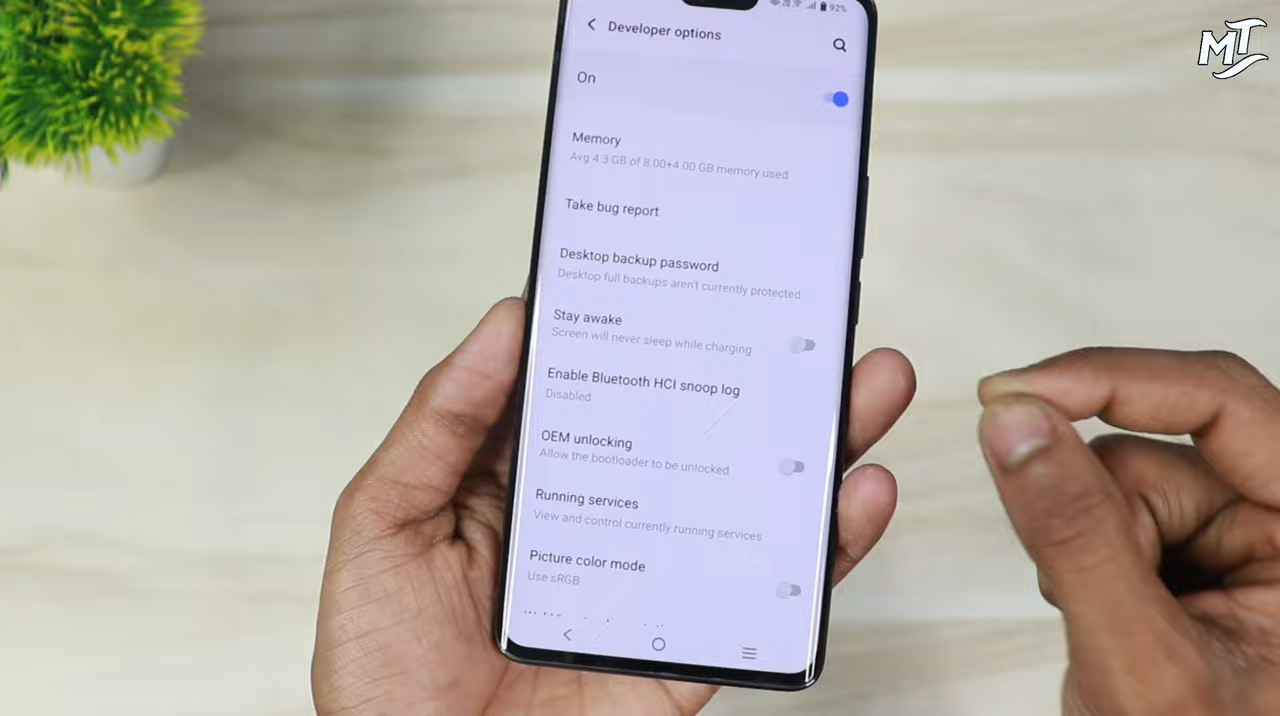 MT
92%
Developer options
On
Memory
Avg 4.3 GB of 8.00+4.00 GB memory used
Take bug report
Desktop backup password
Desktop full backups aren't currently protected
Stay awake
Screen will never sleep while charging
Enable Bluetooth HCI snoop log
Disabled
OEM unlocking
Allow the bootloader to be unlocked
Running services
View and control currently running services
Picture color mode
Use sRGB